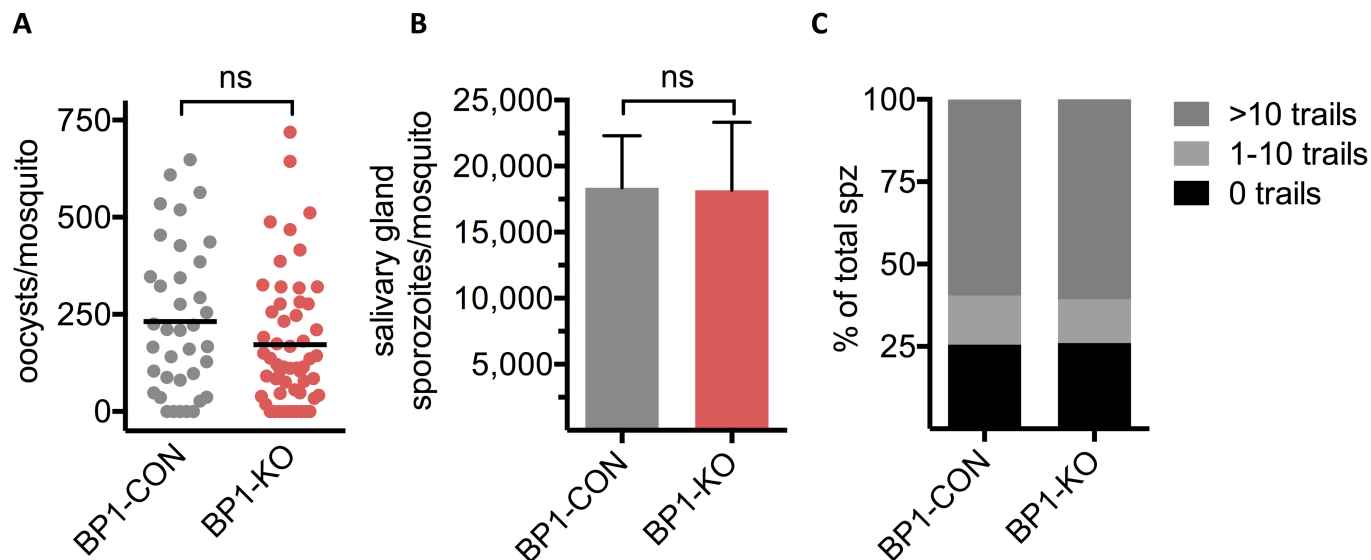 A
ns
oocysts/mosquito
750
500
250
0
BP1-CON
BP1-KO
B
ns
salivary gland
sporozoites/mosquito
25,000
20,000
15,000
10,000
5,000
BP1-CON
BP1-KO
C
% of total spz
100
75
50
25
BP1-CON
BP1-KO
>10 trails
1-10 trails
0 trails